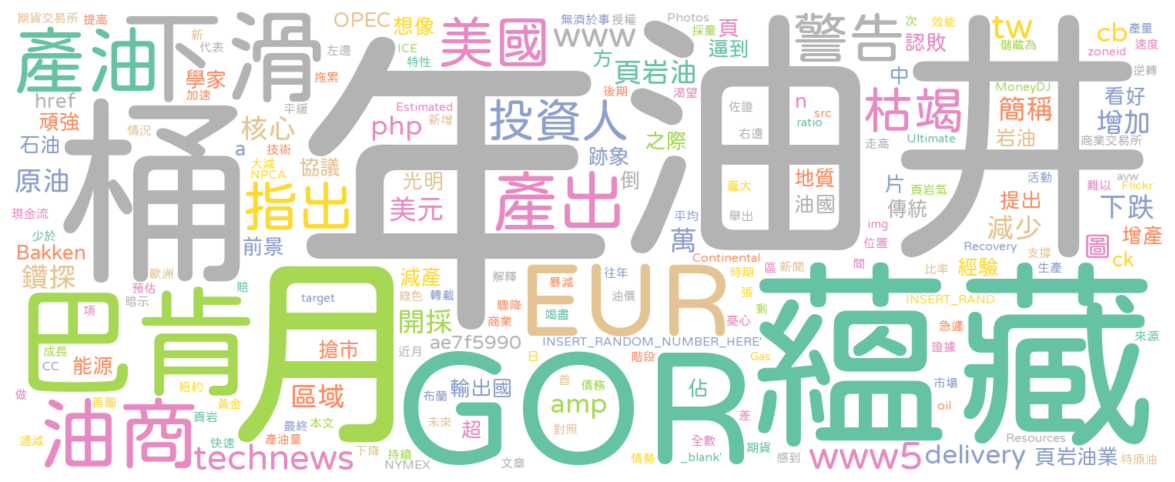 期貨交易所 提高 OPEC 想像 美國 無濟於事 授權 Photos 採量 頁 警告 次 效能 tw cb 產量
產油 下滑 新 代表 左邊 ICE 特性 www 方 逼到 認敗 儲藏為 zoneid 速度
學家 加速 拖累 頁岩油 後期 渴望 中 逆轉
href 頑強 桶 年 油井 平緩 Estimated 新增 佐證 n src 枯竭 MoneyDJ 簡稱 看好 增加
石油 情況 核心 a php 投資人 之際 右邊 ratio Ultimate 岩油 商業交易所
大減 技術 NPCA 協議 跡象 走高
原油 指出 光明 產出 倒 龐大 地質 片 頁岩氣 活動 avw 難以 Flickr 下跌
現金流 美元 萬 平均 舉出 油國 傳統 提出
少於 前景 img 位置 減少 圖 增產
Bakken 鑽探 歐洲 減產 解釋 Continental Recovery 支撐
預估 暗示 賠 綠色 轉載 往年 暴減 時期 區 新聞 間 比率 經驗 生產 ck
巴肯 月 target 驟降 EUR 油價 張 INSERT_RAND
項 開採 商業 竭盡 剩 憂心 急遽 來源
成長 CC 能源 搶市 近月 ae7f5990 INSERT_RANDOM_NUMBER_HERE' 日 階段 Gas 證據 蘊藏
做 首圖 紐約 黃金 區域 布蘭 輸出國 首 債務 佔 市場
油商 頁岩 GOR 未來 超 amp 差 oil
遞減 快速 最終 本文 對照 全數 期貨 Resources
產油量 下降 持續 _blank' 感到
technews NYMEX 文章 情勢 www5 delivery 頁岩油業 特原油